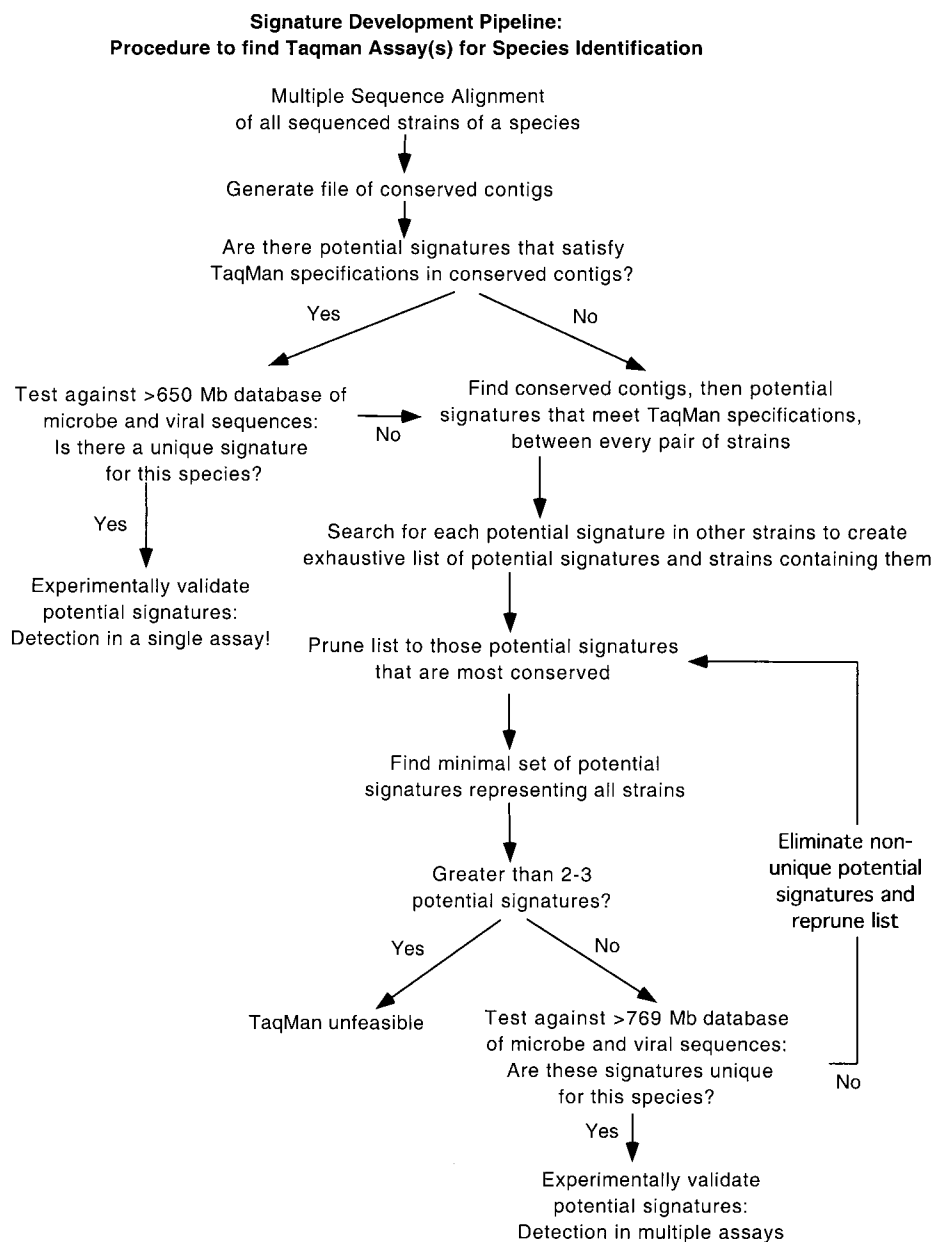 Signature Development Pipeline:
Procedure to find Taqman Assay(s) for Species Identification
Multiple Sequence Alignment
of all sequenced strains of a species
Generate file of conserved contigs
Are there potential signatures that satisfy
TaqMan specifications in conserved contigs?
Yes
No
Test against >650 Mb database of
microbe and viral sequences:
Is there a unique signature
for this species?
No
Find conserved contigs, then potential
signatures that meet TaqMan specifications,
between every pair of strains
Yes
Experimentally validate
potential signatures:
Detection in a single assay!
Search for each potential signature in other strains to create
exhaustive list of potential signatures and strains containing them
Prune list to those potential signatures
that are most conserved
Find minimal set of potential
signatures representing all strains
Greater than 2-3
potential signatures?
Eliminate non-
unique potential
signatures and
reprune list
Yes
No
TaqMan unfeasible
Test against >769 Mb database
of microbe and viral sequences:
Are these signatures unique
for this species?
No
Yes
Experimentally validate
potential signatures:
Detection in multiple assays